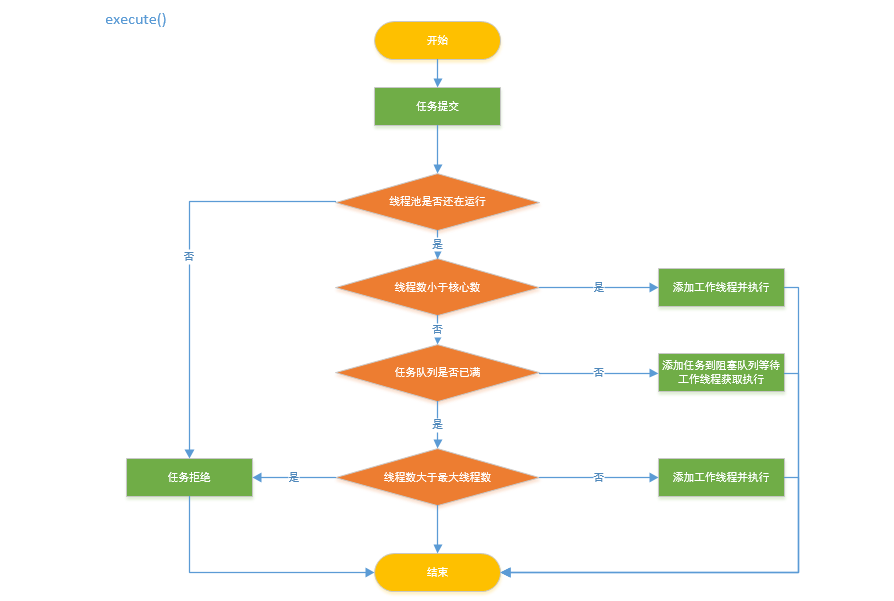 execute()
开始
任务提交
线程池是否还在运行
否
是
线程数小于核心数
是
添加工作线程并执行
否
任务队列是否已满
否
添加任务到阻塞队列等待
工作线程获取执行
是
任务拒绝
是
线程数大于最大线程数
否
添加工作线程并执行
结束